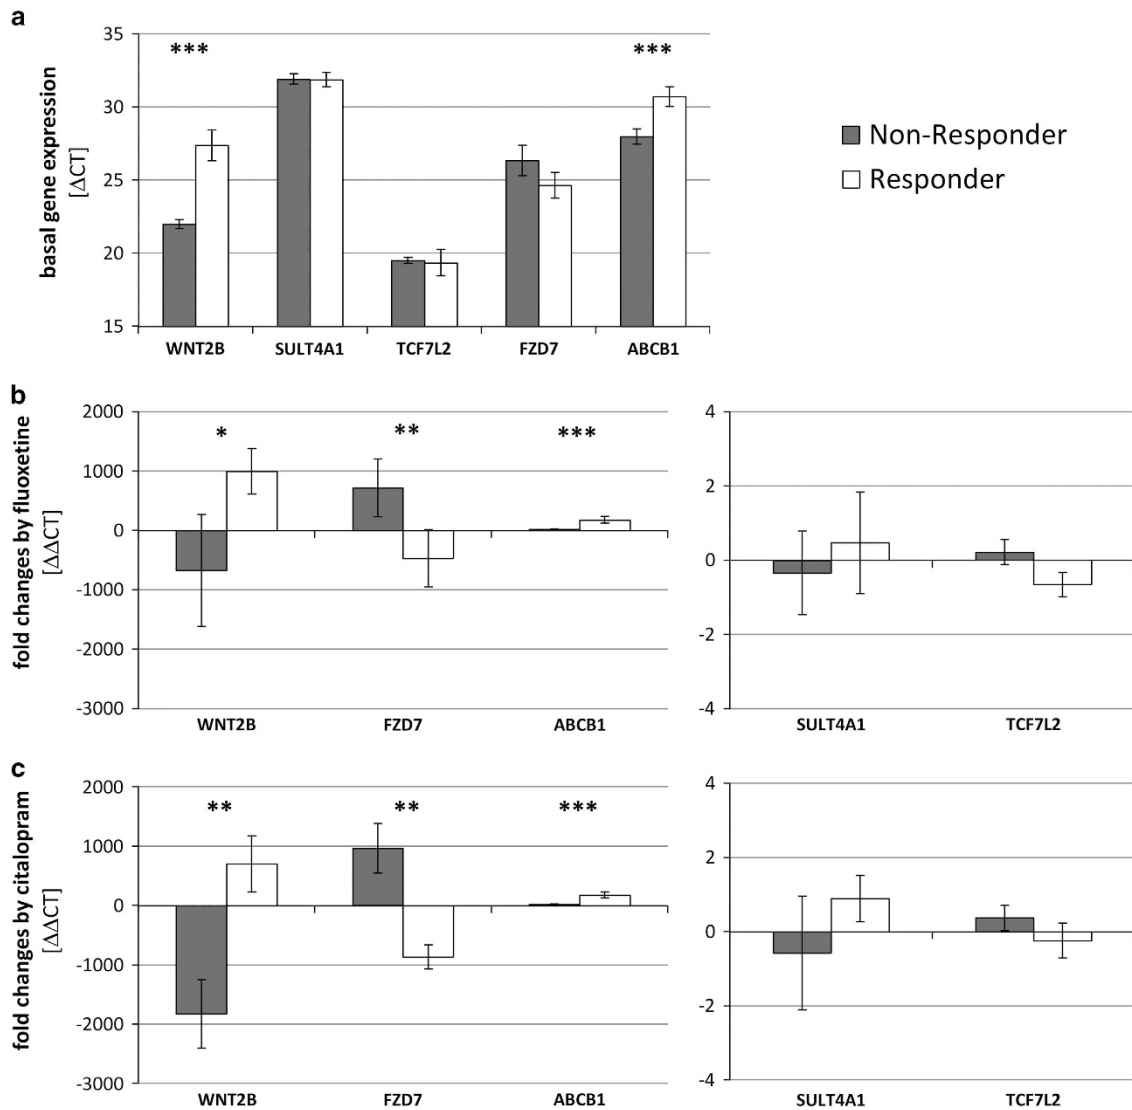 a
basal gene expression
[ΔCT]
35
30
25
20
15
***
***
WNT2B SULT4A1 TCF7L2 FZD7 ABCB1
Non-Responder
Responder
b
fold changes by fluoxetine
[ΔΔCT]
2000
1000
0
-1000
-2000
-3000
* ** ***
WNT2B FZD7 ABCB1
4
2
0
-2
-4
SULT4A1 TCF7L2
c
fold changes by citalopram
[ΔΔCT]
2000
1000
0
-1000
-2000
-3000
** ** ***
WNT2B FZD7 ABCB1
4
2
0
-2
-4
SULT4A1 TCF7L2